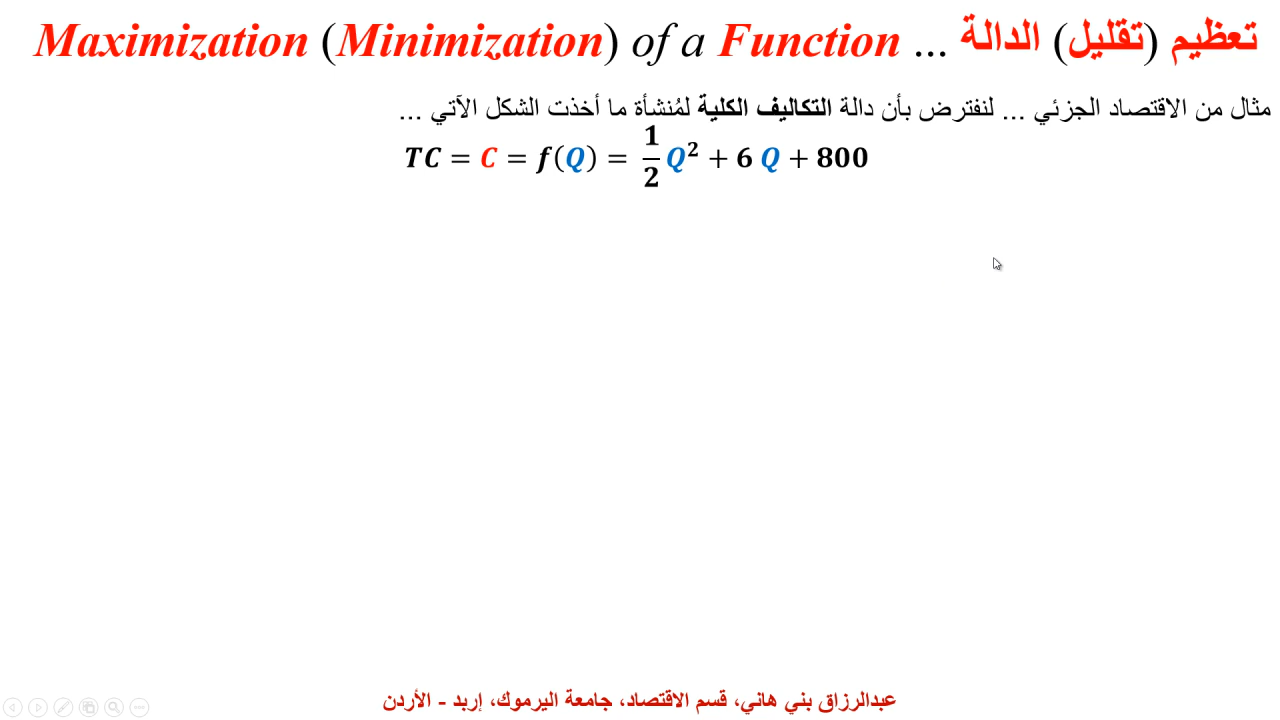 Maximization (Minimization) of a Function ... تعظيم (تقليل) الدالة
مثال من الاقتصاد الجزئي ... لنفترض بأن دالة التكاليف الكلية لمُنشأة ما أخذت الشكل الآتي ...
TC = C = f(Q) = 1/2 Q² + 6 Q + 800
عبدالرزاق بني هاني، قسم الاقتصاد، جامعة اليرموك، إربد - الأردن